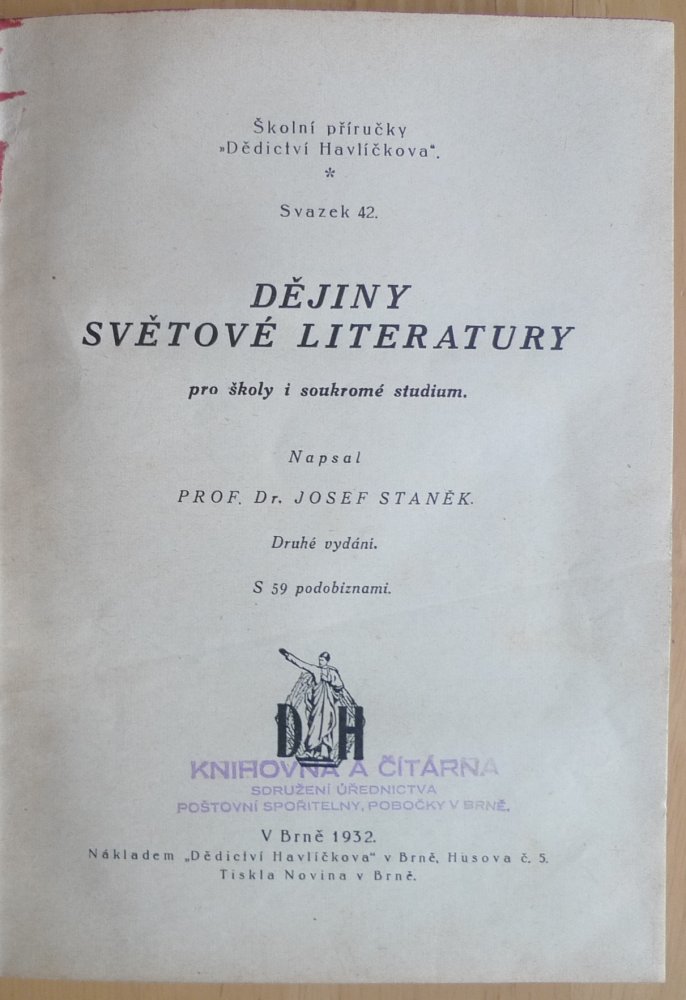 Školní příručky
»Dědictví Havlíčkova“.
*
Svazek 42.
DĚJINY
SVĚTOVÉ LITERATURY
pro školy i soukromé studium.
Napsal
PROF. Dr. JOSEF STANĚK.
Druhé vydání.
S 59 podobiznami.
D H
KNIHOVNA A ČÍTÁRNA
SDRUŽENÍ ÚŘEDNICTVA
POŠTOVNÍ SPOŘITELNY, POBOČKY V BRNĚ.
V Brně 1932.
Nákladem „Dědictví Havlíčkova“ v Brně, Husova č. 5.
Tiskla Novina v Brně.